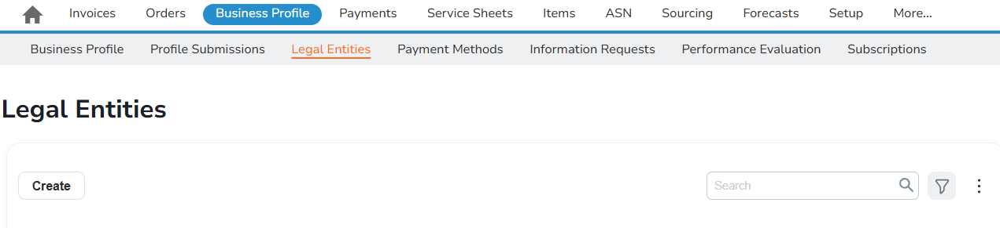 Invoices Orders Business Profile Payments Service Sheets Items ASN Sourcing Forecasts Setup More...
Business Profile Profile Submissions Legal Entities Payment Methods Information Requests Performance Evaluation Subscriptions
Legal Entities
Create Search